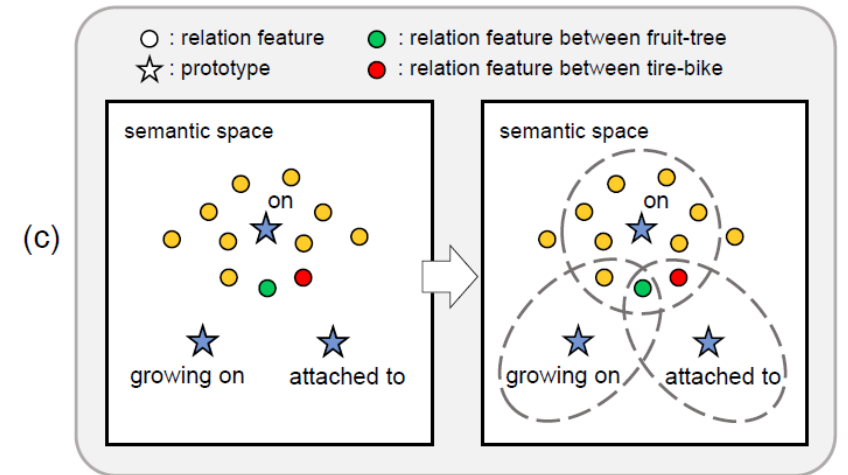 : relation feature
: relation feature between fruit-tree
: prototype
: relation feature between tire-bike
semantic space
on
growing on
attached to
semantic space
on
growing on
attached to
(c)